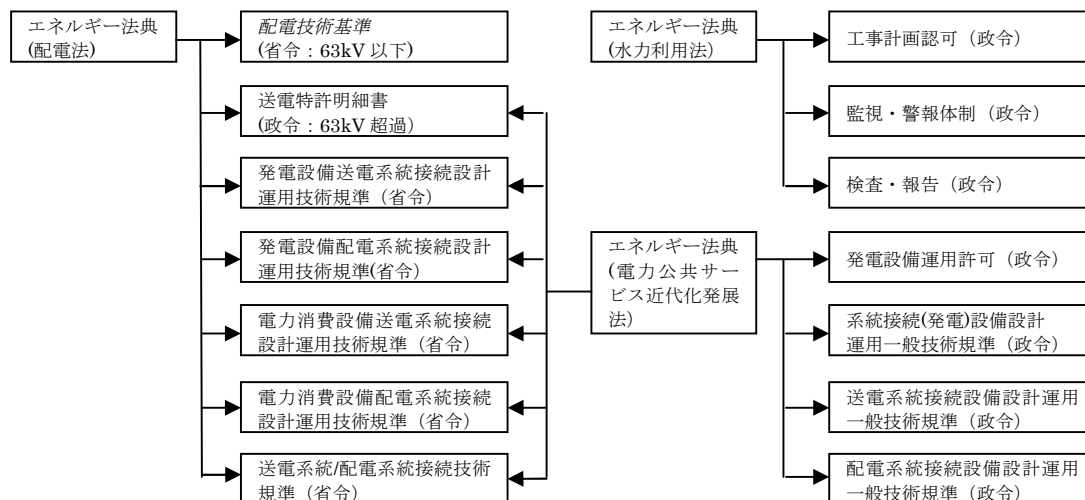 エネルギー法典
(配電法)
配電技術基準
(省令：63kV 以下)
送電特許明細書
(政令：63kV 超過）
発電設備送電系統接続設計
運用技術規準（省令）
発電設備配電系統接続設計
運用技術規準(省令）
電力消費設備送電系統接続
設計運用技術規準（省令）
電力消費設備配電系統接続
設計運用技術規準（省令）
送電系統/配電系統接続技術
規準（省令）
エネルギー法典
(水力利用法)
工事計画認可（政令）
監視・警報体制（政令）
検査・報告（政令）
エネルギー法典
(電力公共サー
ビス近代化発展
法）
発電設備運用許可（政令）
系統接続(発電)設備設計
運用一般技術規準（政令）
送電系統接続設備設計運用
一般技術規準（政令）
配電系統接続設備設計運用
一般技術規準（政令）